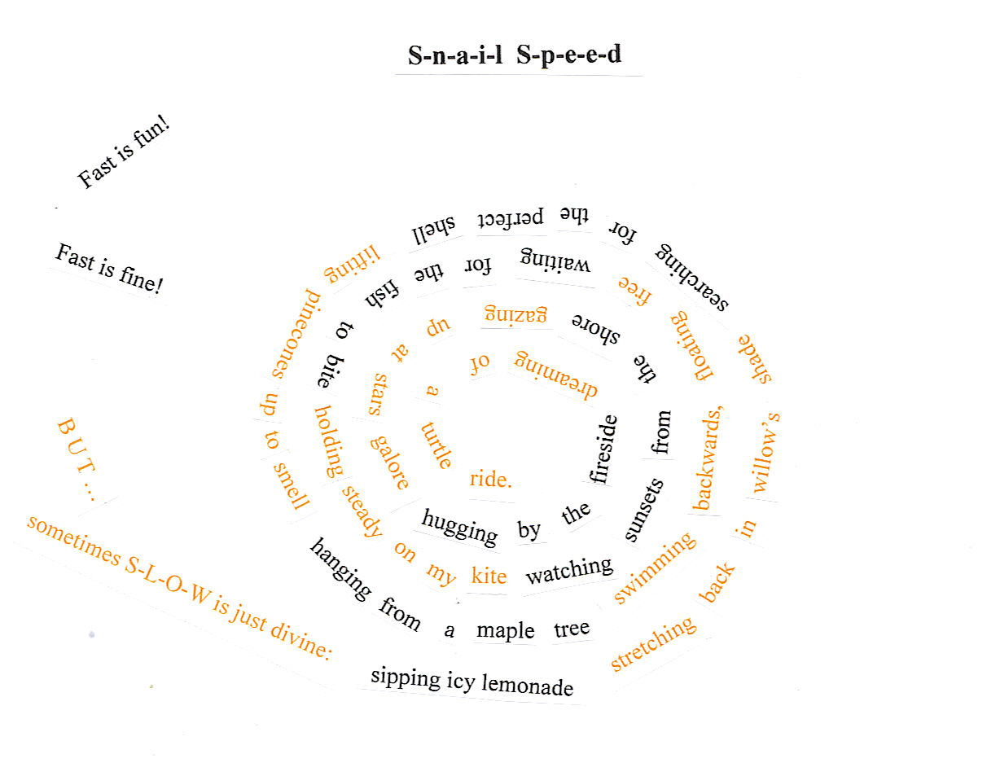 S-n-a-i-l S-p-e-e-d
Fast is fun!
Fast is fine!
BUT ...
sometimes S-L-O-W is just divine:
sipping icy lemonade
stretching back in willow's shade
searching for the perfect shell
lifting pinecones up to smell
hanging from a maple tree
swimming backwards, floating free
waiting for the fish to bite
holding steady on my kite
watching sunsets from the shore
gazing up at stars galore
hugging by the fireside
dreaming of a turtle ride.